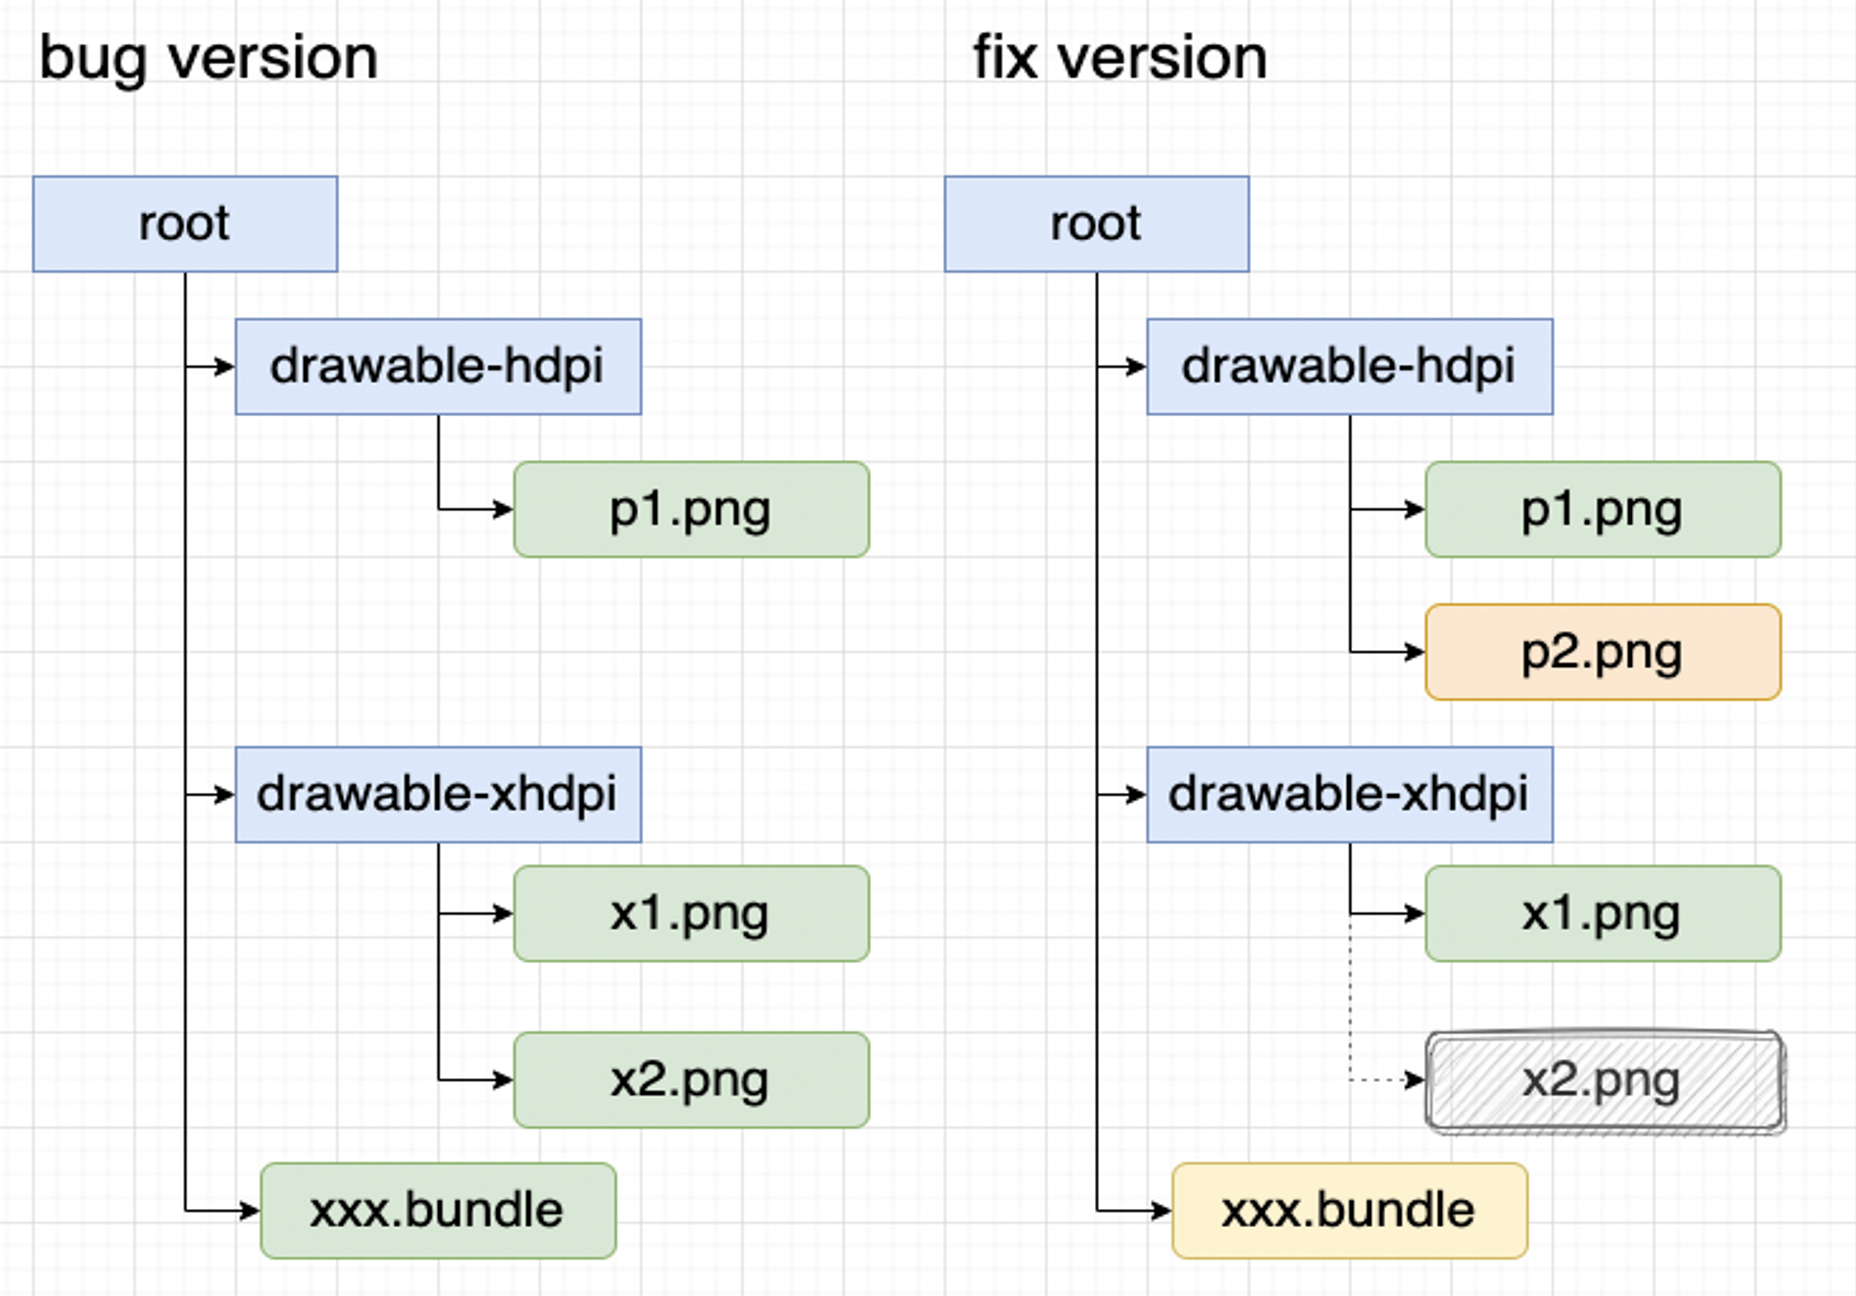 bug version
root
drawable-hdpi
p1.png
drawable-xhdpi
x1.png
x2.png
xxx.bundle
fix version
root
drawable-hdpi
p1.png
p2.png
drawable-xhdpi
x1.png
x2.png
xxx.bundle